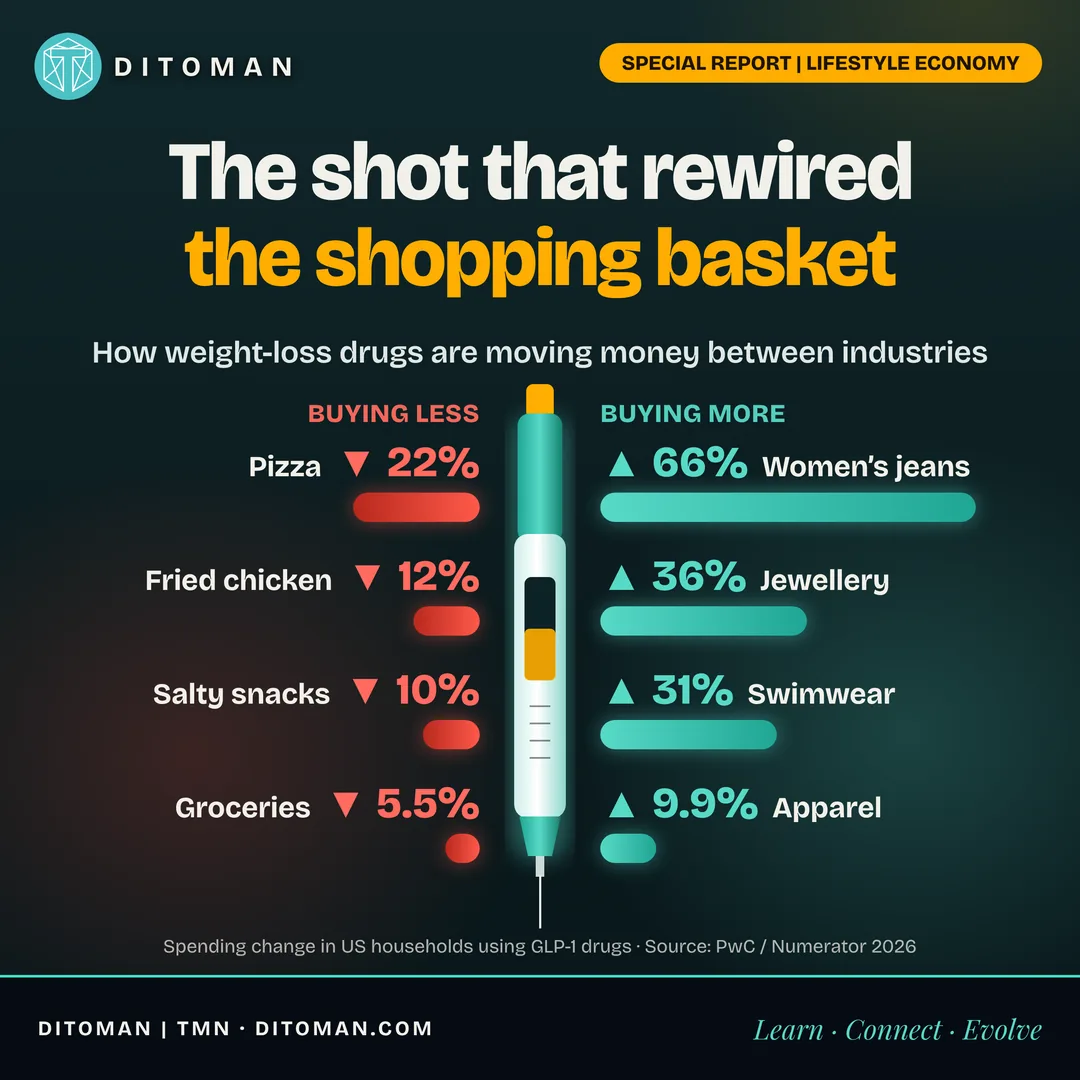 DITOMAN
SPECIAL REPORT | LIFESTYLE ECONOMY
The shot that rewired
the shopping basket
How weight-loss drugs are moving money between industries
BUYING LESS
BUYING MORE
Pizza ▼ 22%
▲ 66% Women's jeans
Fried chicken ▼ 12%
▲ 36% Jewellery
Salty snacks ▼ 10%
▲ 31% Swimwear
Groceries ▼ 5.5%
▲ 9.9% Apparel
Spending change in US households using GLP-1 drugs · Source: PwC / Numerator 2026
DITOMAN | TMN · DITOMAN.COM
Learn · Connect · Evolve